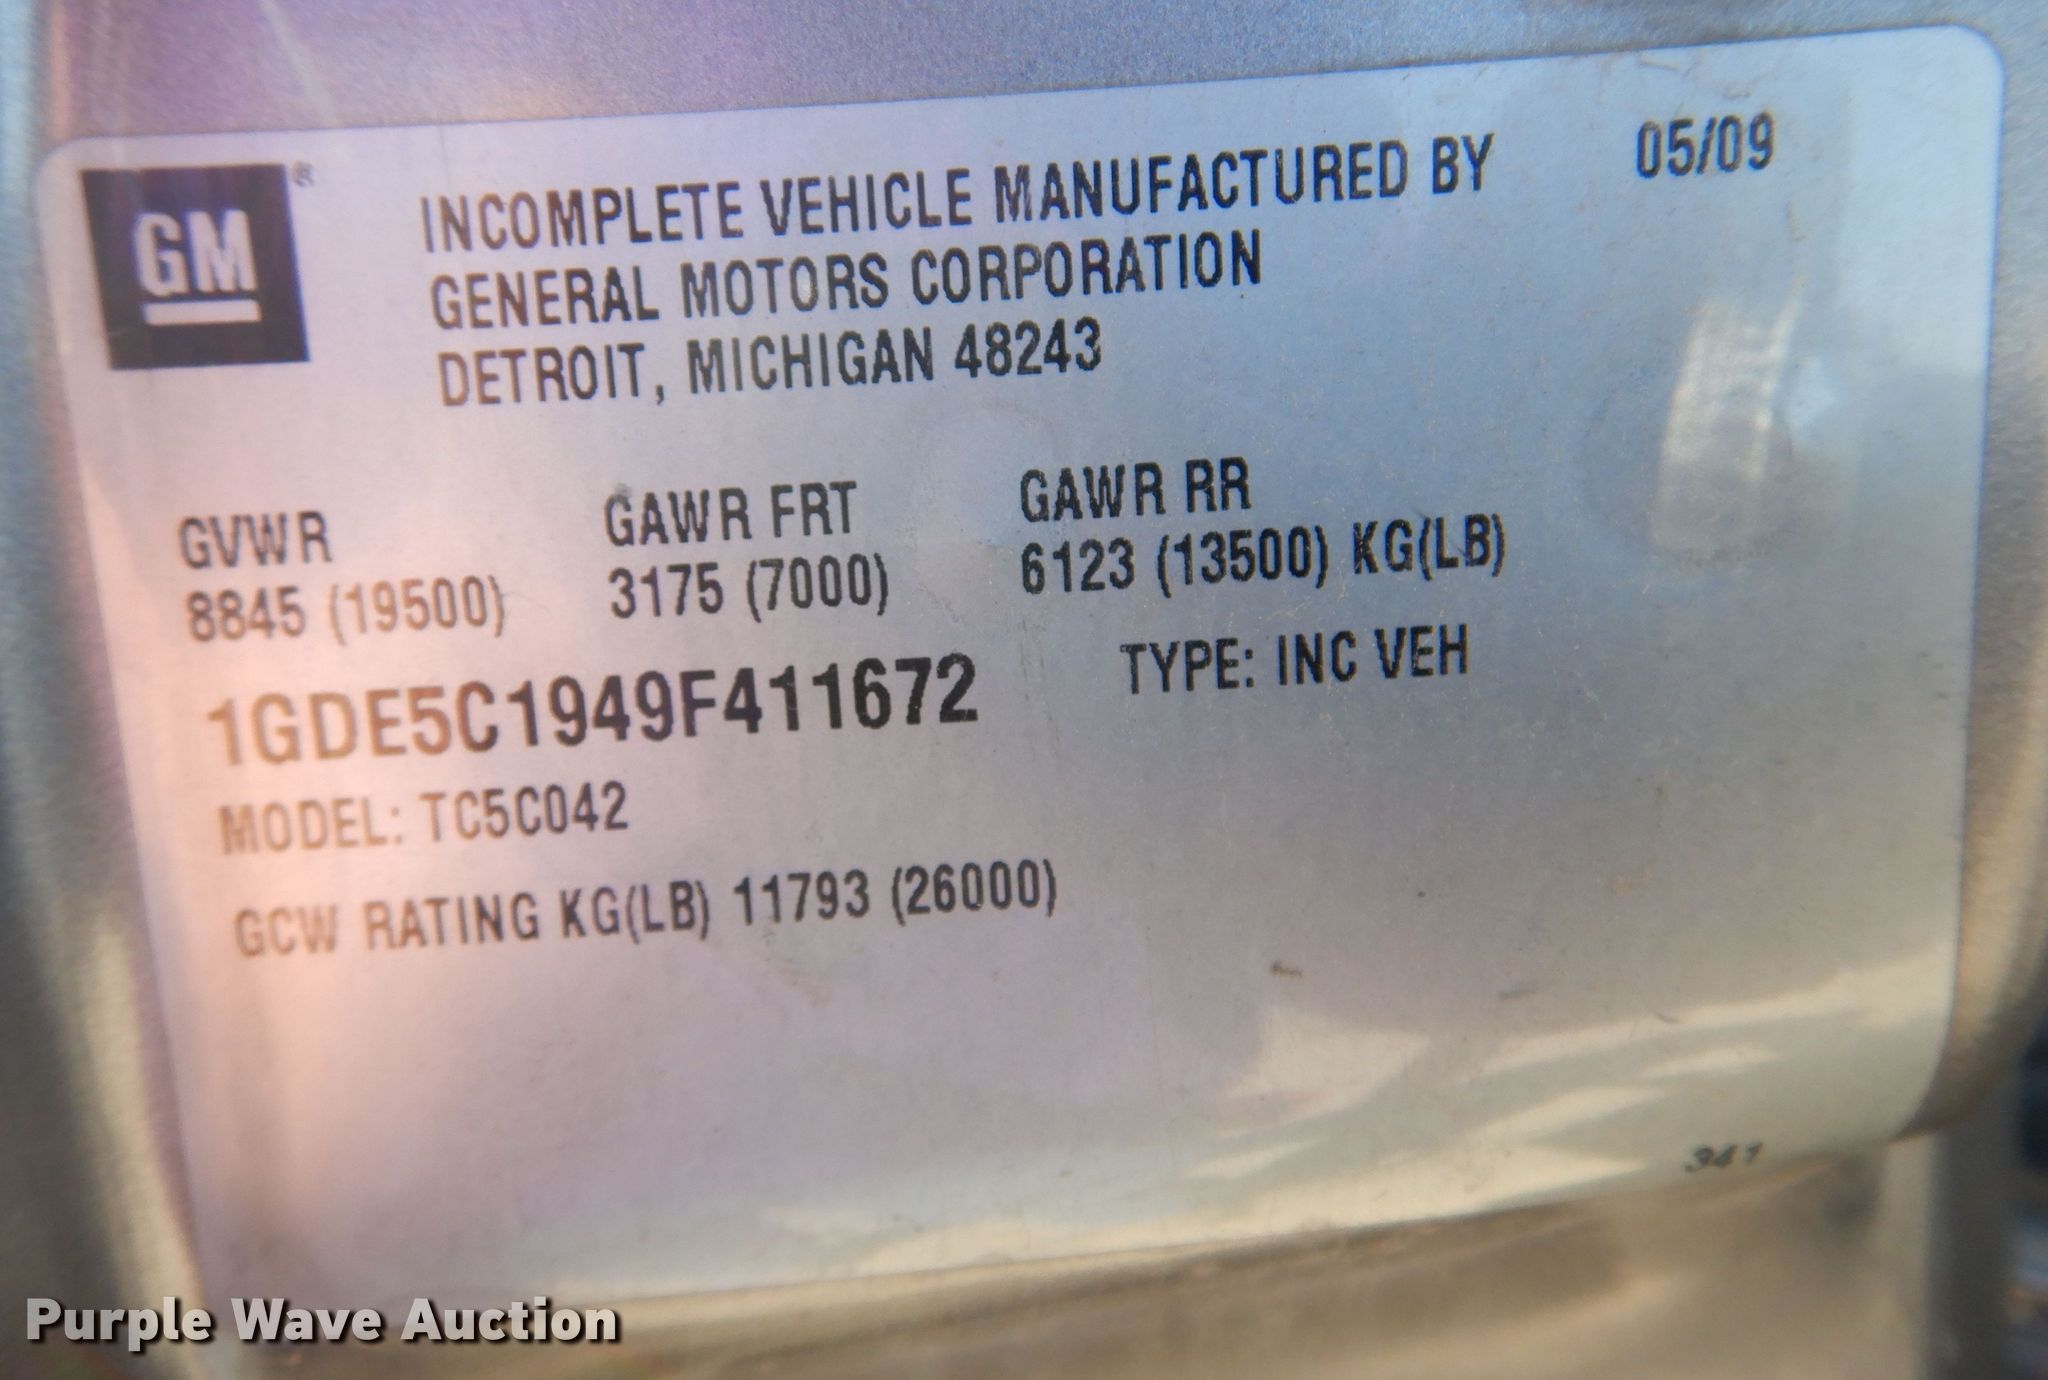 GM®
INCOMPLETE VEHICLE MANUFACTURED BY 05/09
GENERAL MOTORS CORPORATION
DETROIT, MICHIGAN 48243
GVWR GAWR FRT GAWR RR
8845 (19500) 3175 (7000) 6123 (13500) KG(LB)
1GDE5C1949F411672 TYPE: INC VEH
MODEL: TC5C042
GCW RATING KG(LB) 11793 (26000)
341
Purple Wave Auction